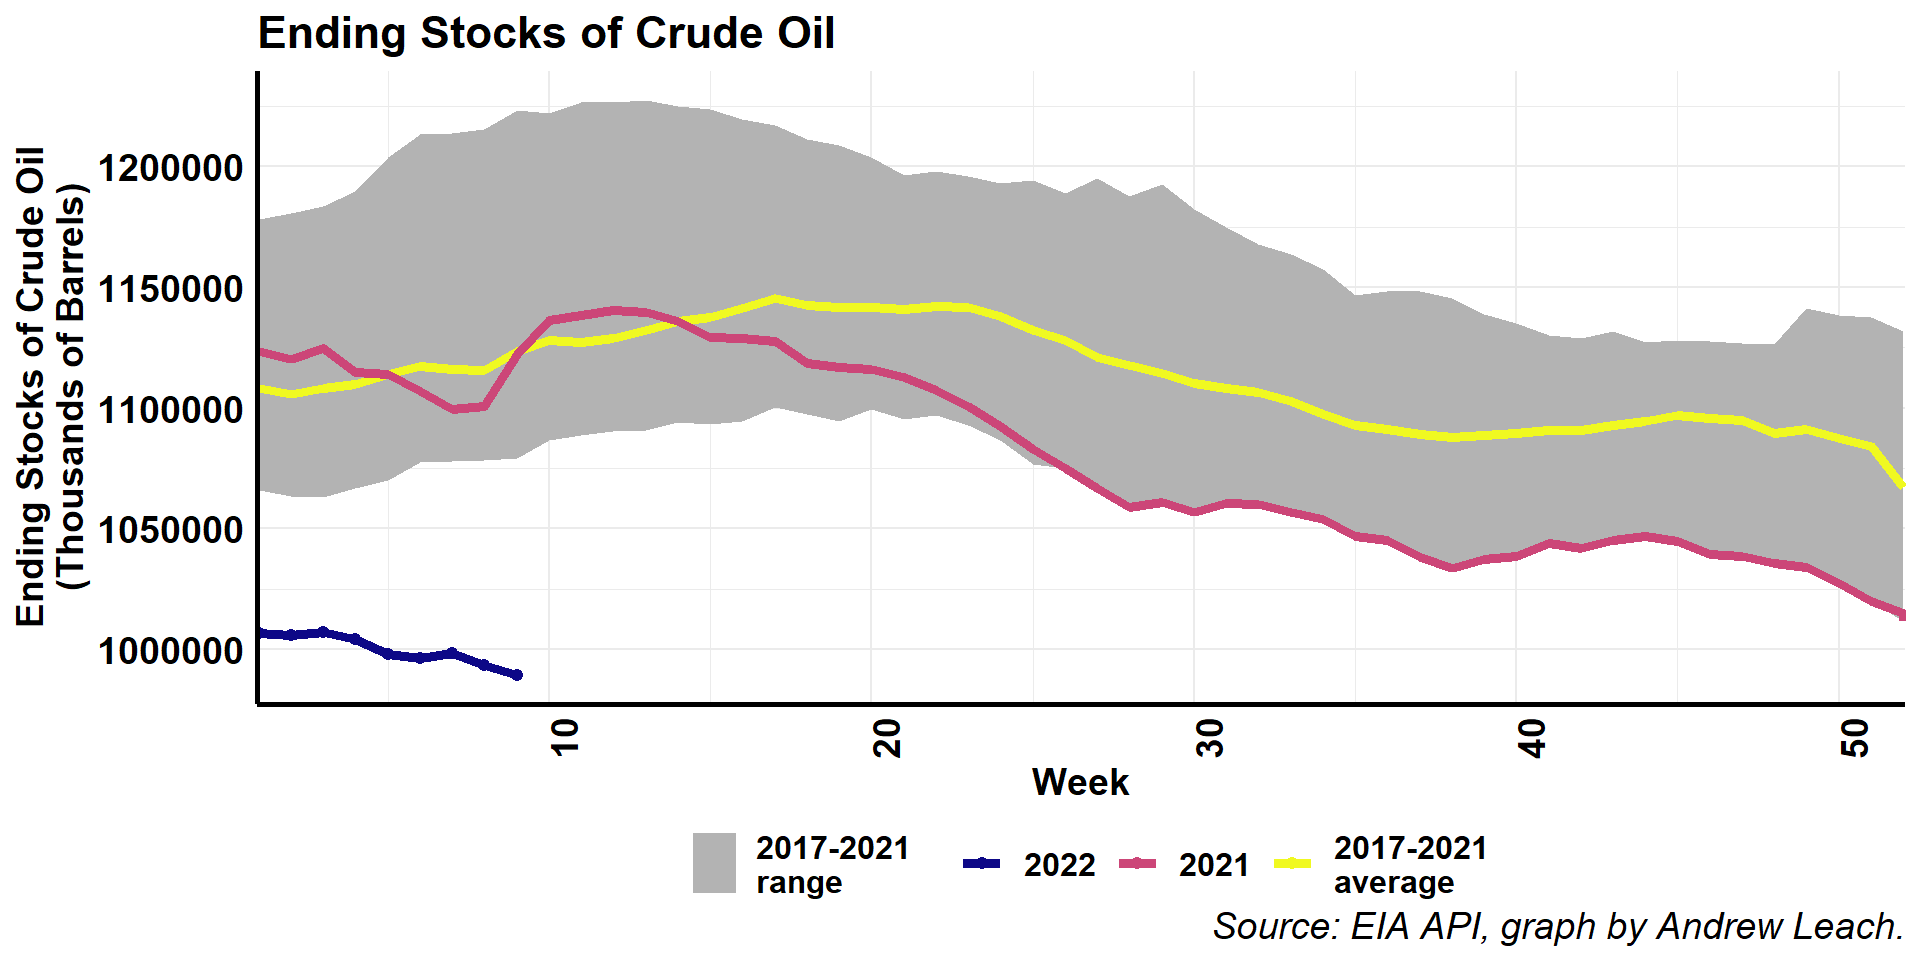 Ending Stocks of Crude Oil
Ending Stocks of Crude Oil
(Thousands of Barrels)
1200000
1150000
1100000
1050000
1000000
10
20
30
40
50
Week
2017-2021
range
2022
2021
2017-2021
average
Source: EIA API, graph by Andrew Leach.